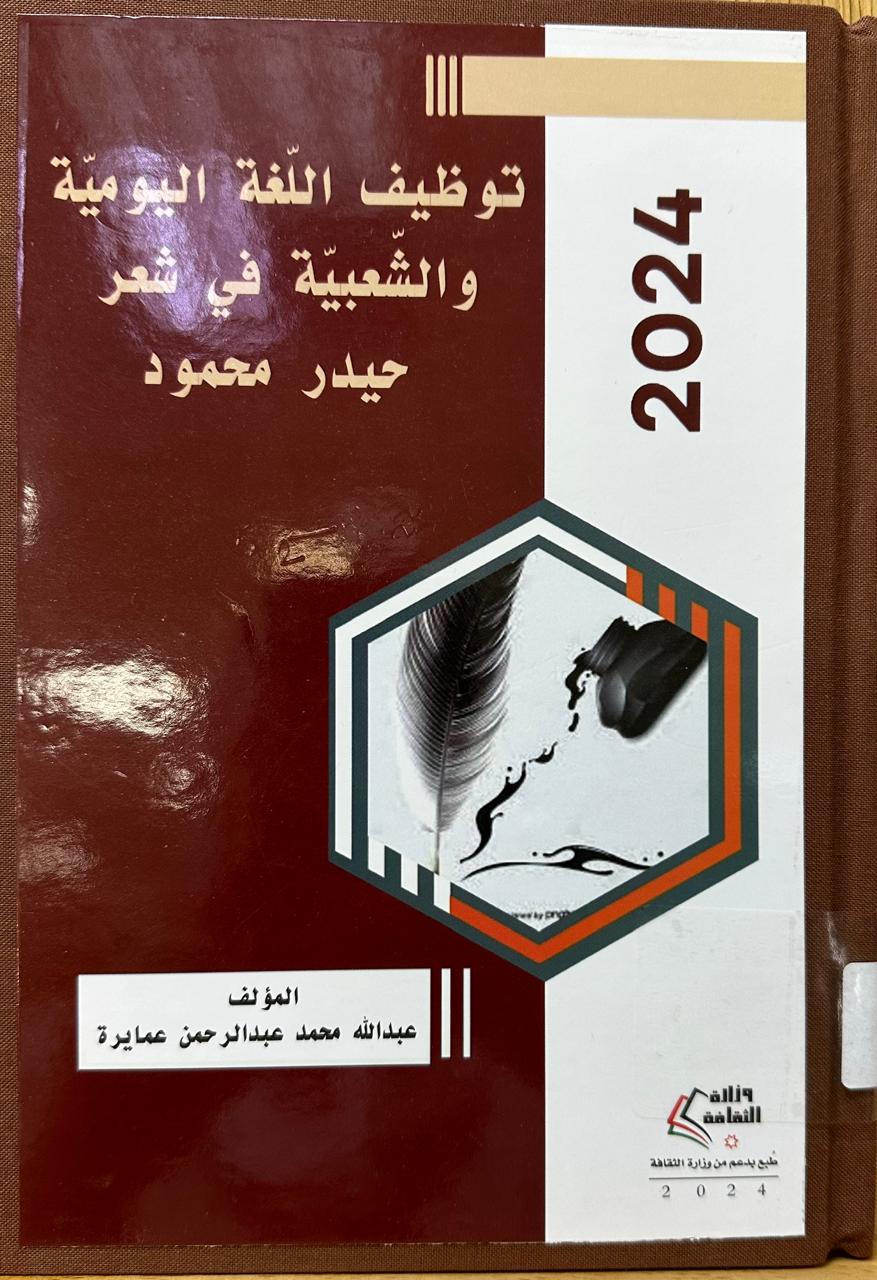 توظيف اللّغة اليوميّة
والشّعبيّة في شعر
حيدر محمود
2024
المؤلف
عبدالله محمد عبدالرحمن عمايرة
وزارة
الثقافة
طُبع بدعم من وزارة الثقافة
2024